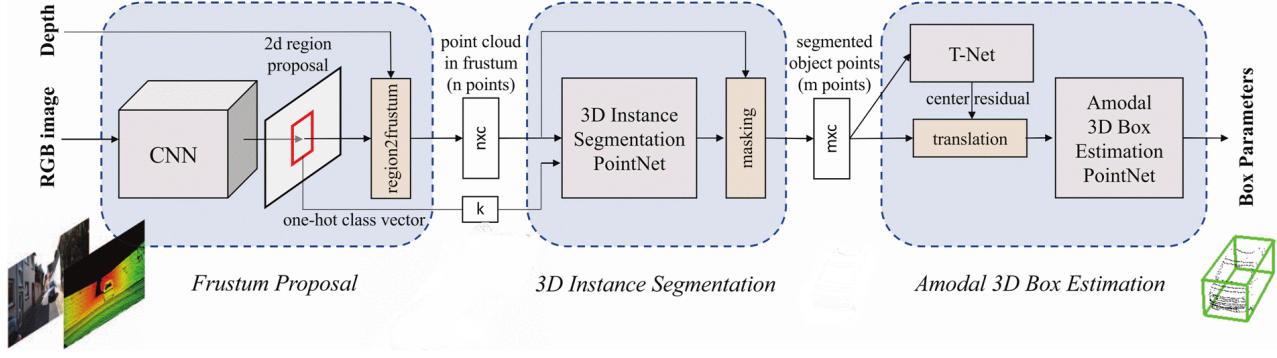 Depth
RGB image
CNN
2d region
proposal
region2frustum
one-hot class vector
Frustum Proposal
point cloud
in frustum
(n points)
nxc
k
3D Instance
Segmentation
PointNet
masking
3D Instance Segmentation
segmented
object points
(m points)
mxc
T-Net
center residual
translation
Amodal
3D Box
Estimation
PointNet
Amodal 3D Box Estimation
Box Parameters